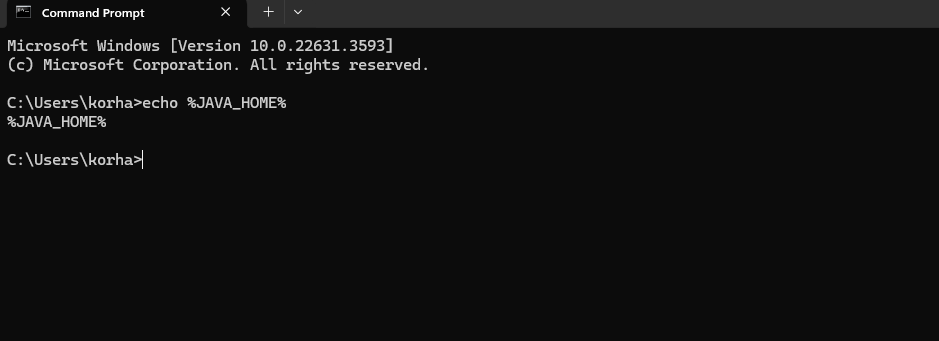 Command Prompt
Microsoft Windows [Version 10.0.22631.3593]
(c) Microsoft Corporation. All rights reserved.
C:\Users\korha>echo %JAVA_HOME%
%JAVA_HOME%
C:\Users\korha>